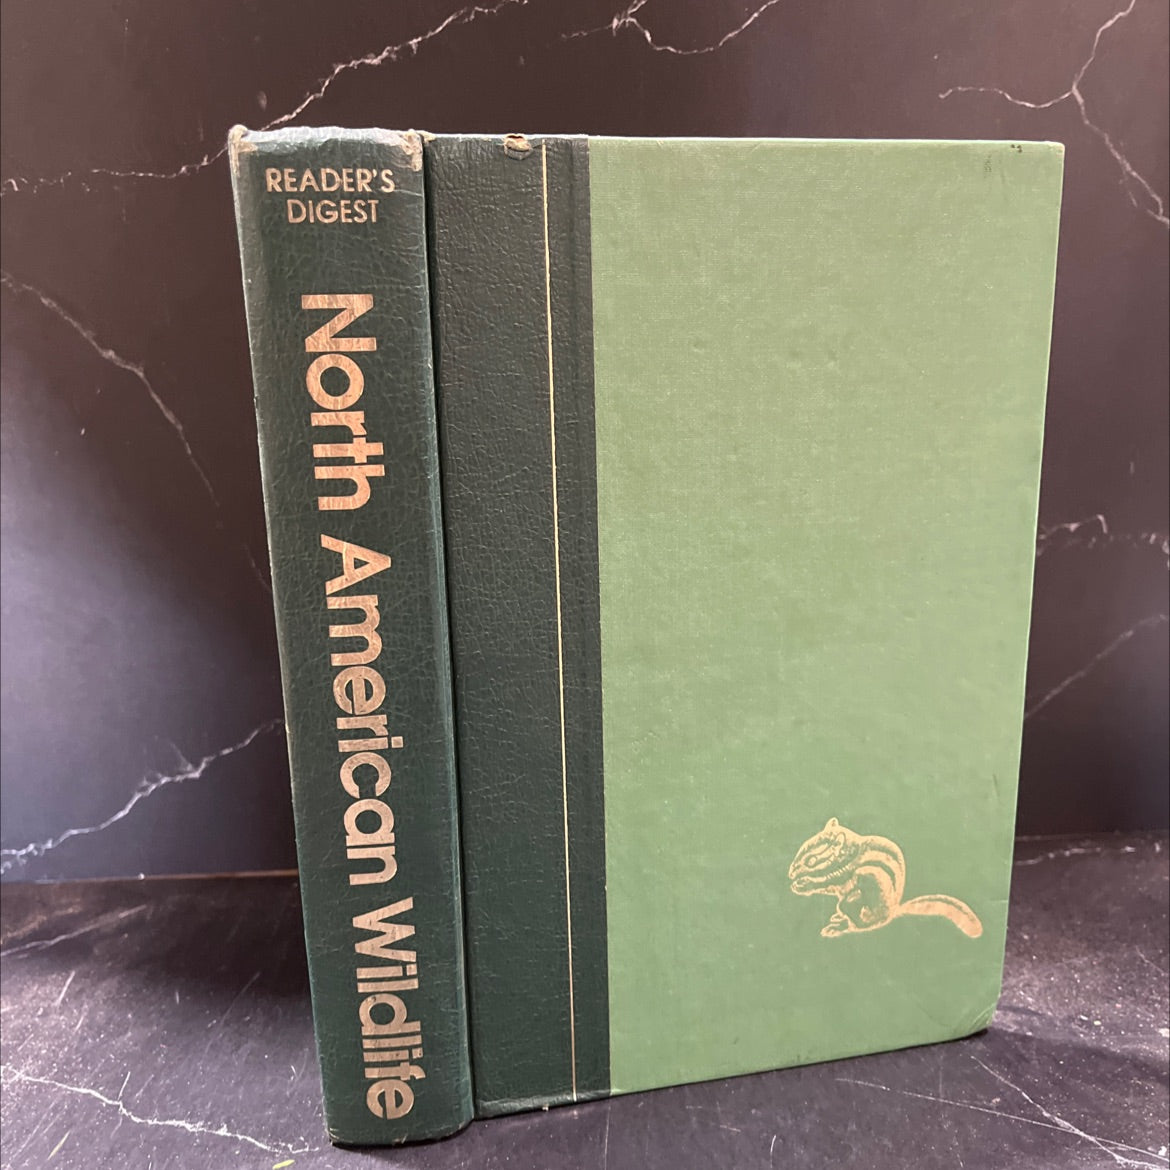 READER'S
DIGEST
North American Wildlife